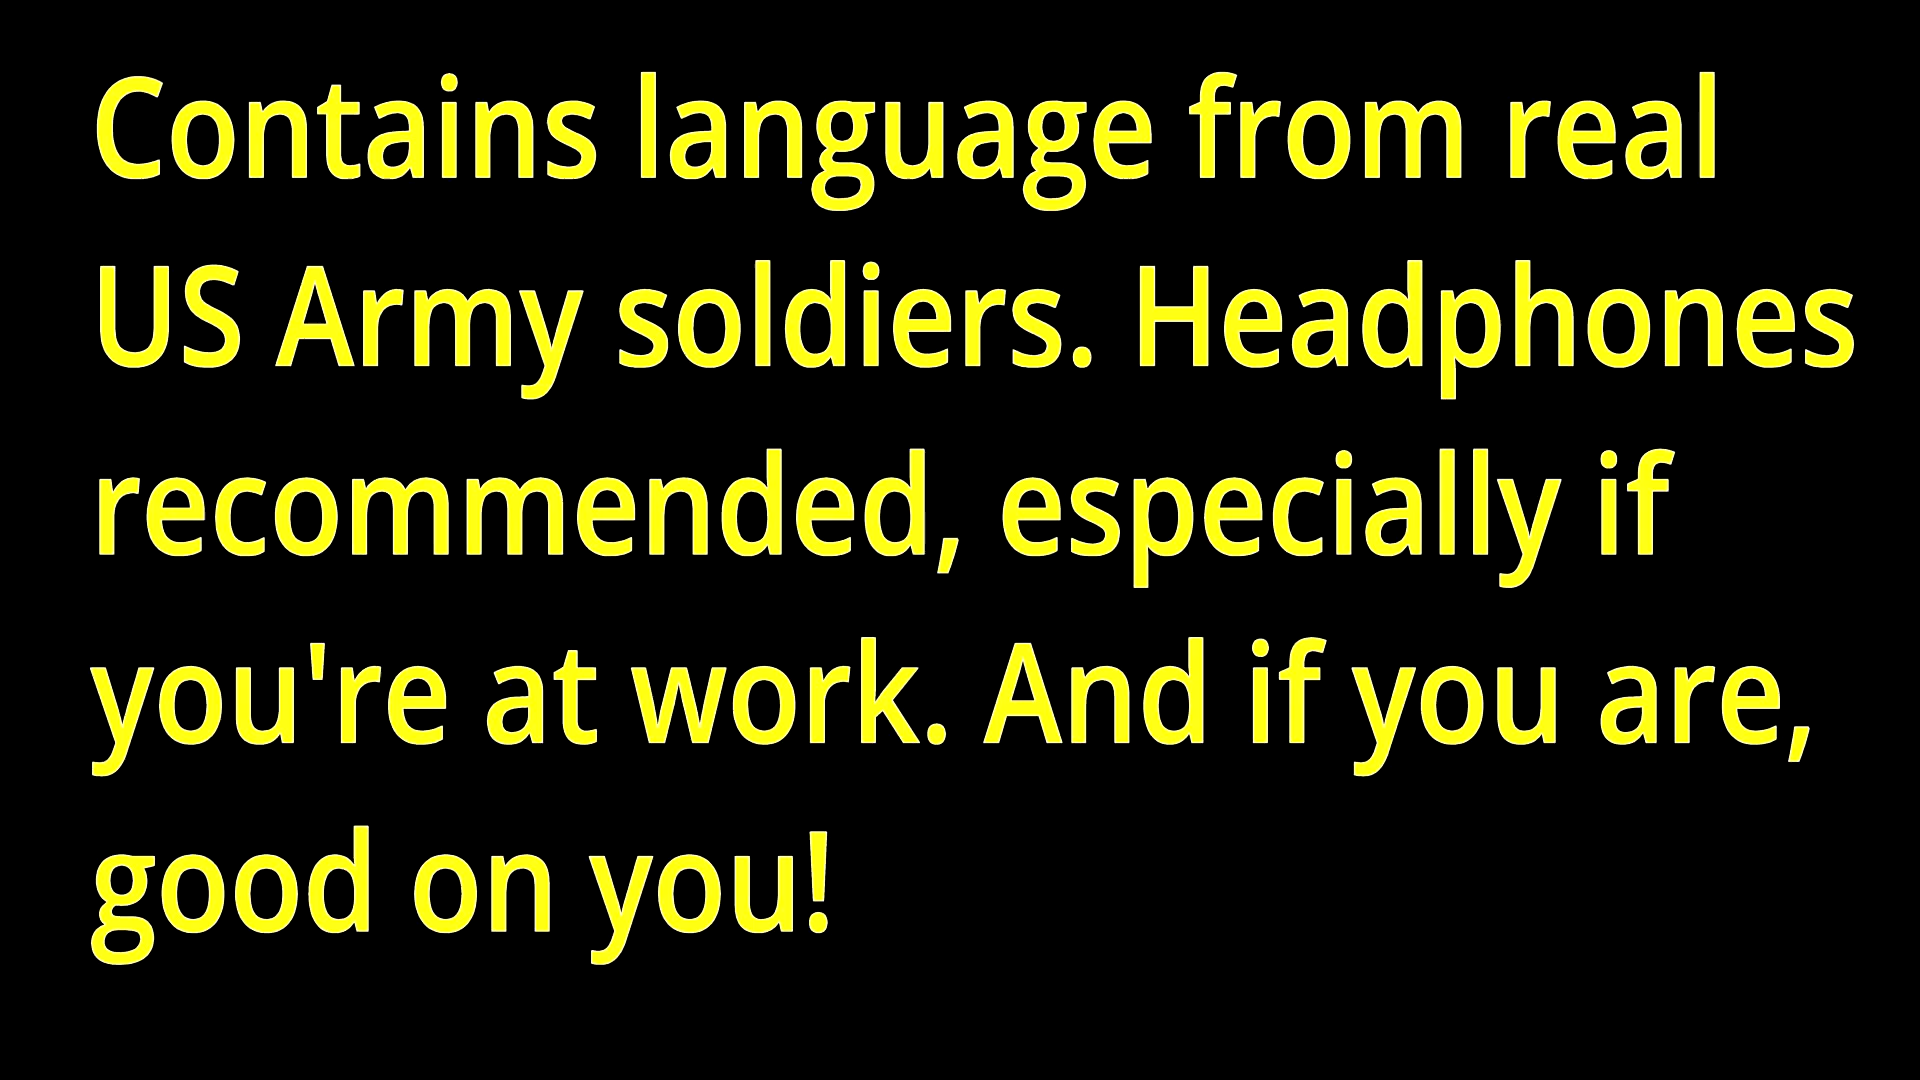 Contains language from real
US Army soldiers. Headphones
recommended, especially if
you're at work. And if you are,
good on you!